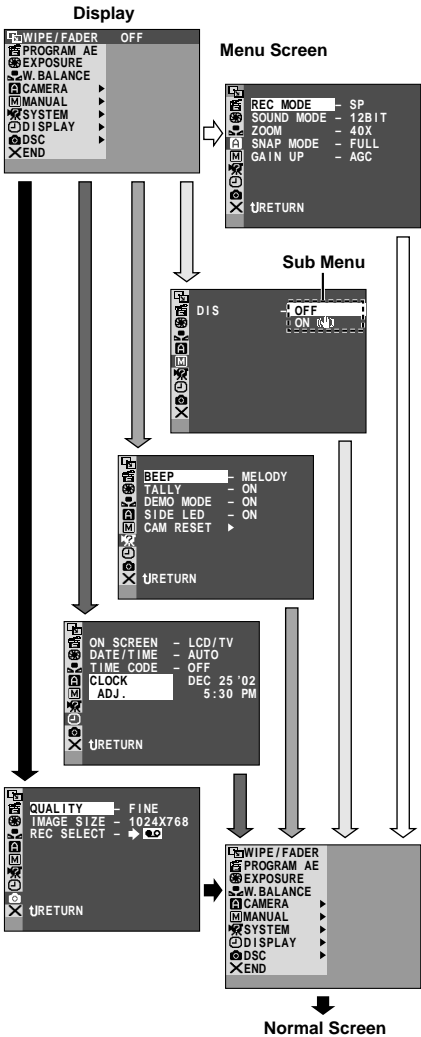 Display
WIPE/FADER OFF
PROGRAM AE
EXPOSURE
W. BALANCE
CAMERA
MANUAL
SYSTEM
DISPLAY
DSC
END
Menu Screen
REC MODE – SP
SOUND MODE – 12BIT
ZOOM – 40X
SNAP MODE – FULL
GAIN UP – AGC
RETURN
Sub Menu
DIS – OFF
ON
BEEP – MELODY
TALLY – ON
DEMO MODE – ON
SIDE LED – ON
CAM RESET
RETURN
ON SCREEN – LCD/TV
DATE/TIME – AUTO
TIME CODE – OFF
CLOCK DEC 25 '02
ADJ. 5:30 PM
RETURN
QUALITY – FINE
IMAGE SIZE – 1024X768
REC SELECT –
RETURN
WIPE/FADER
PROGRAM AE
EXPOSURE
W. BALANCE
CAMERA
MANUAL
SYSTEM
DISPLAY
DSC
END
Normal Screen